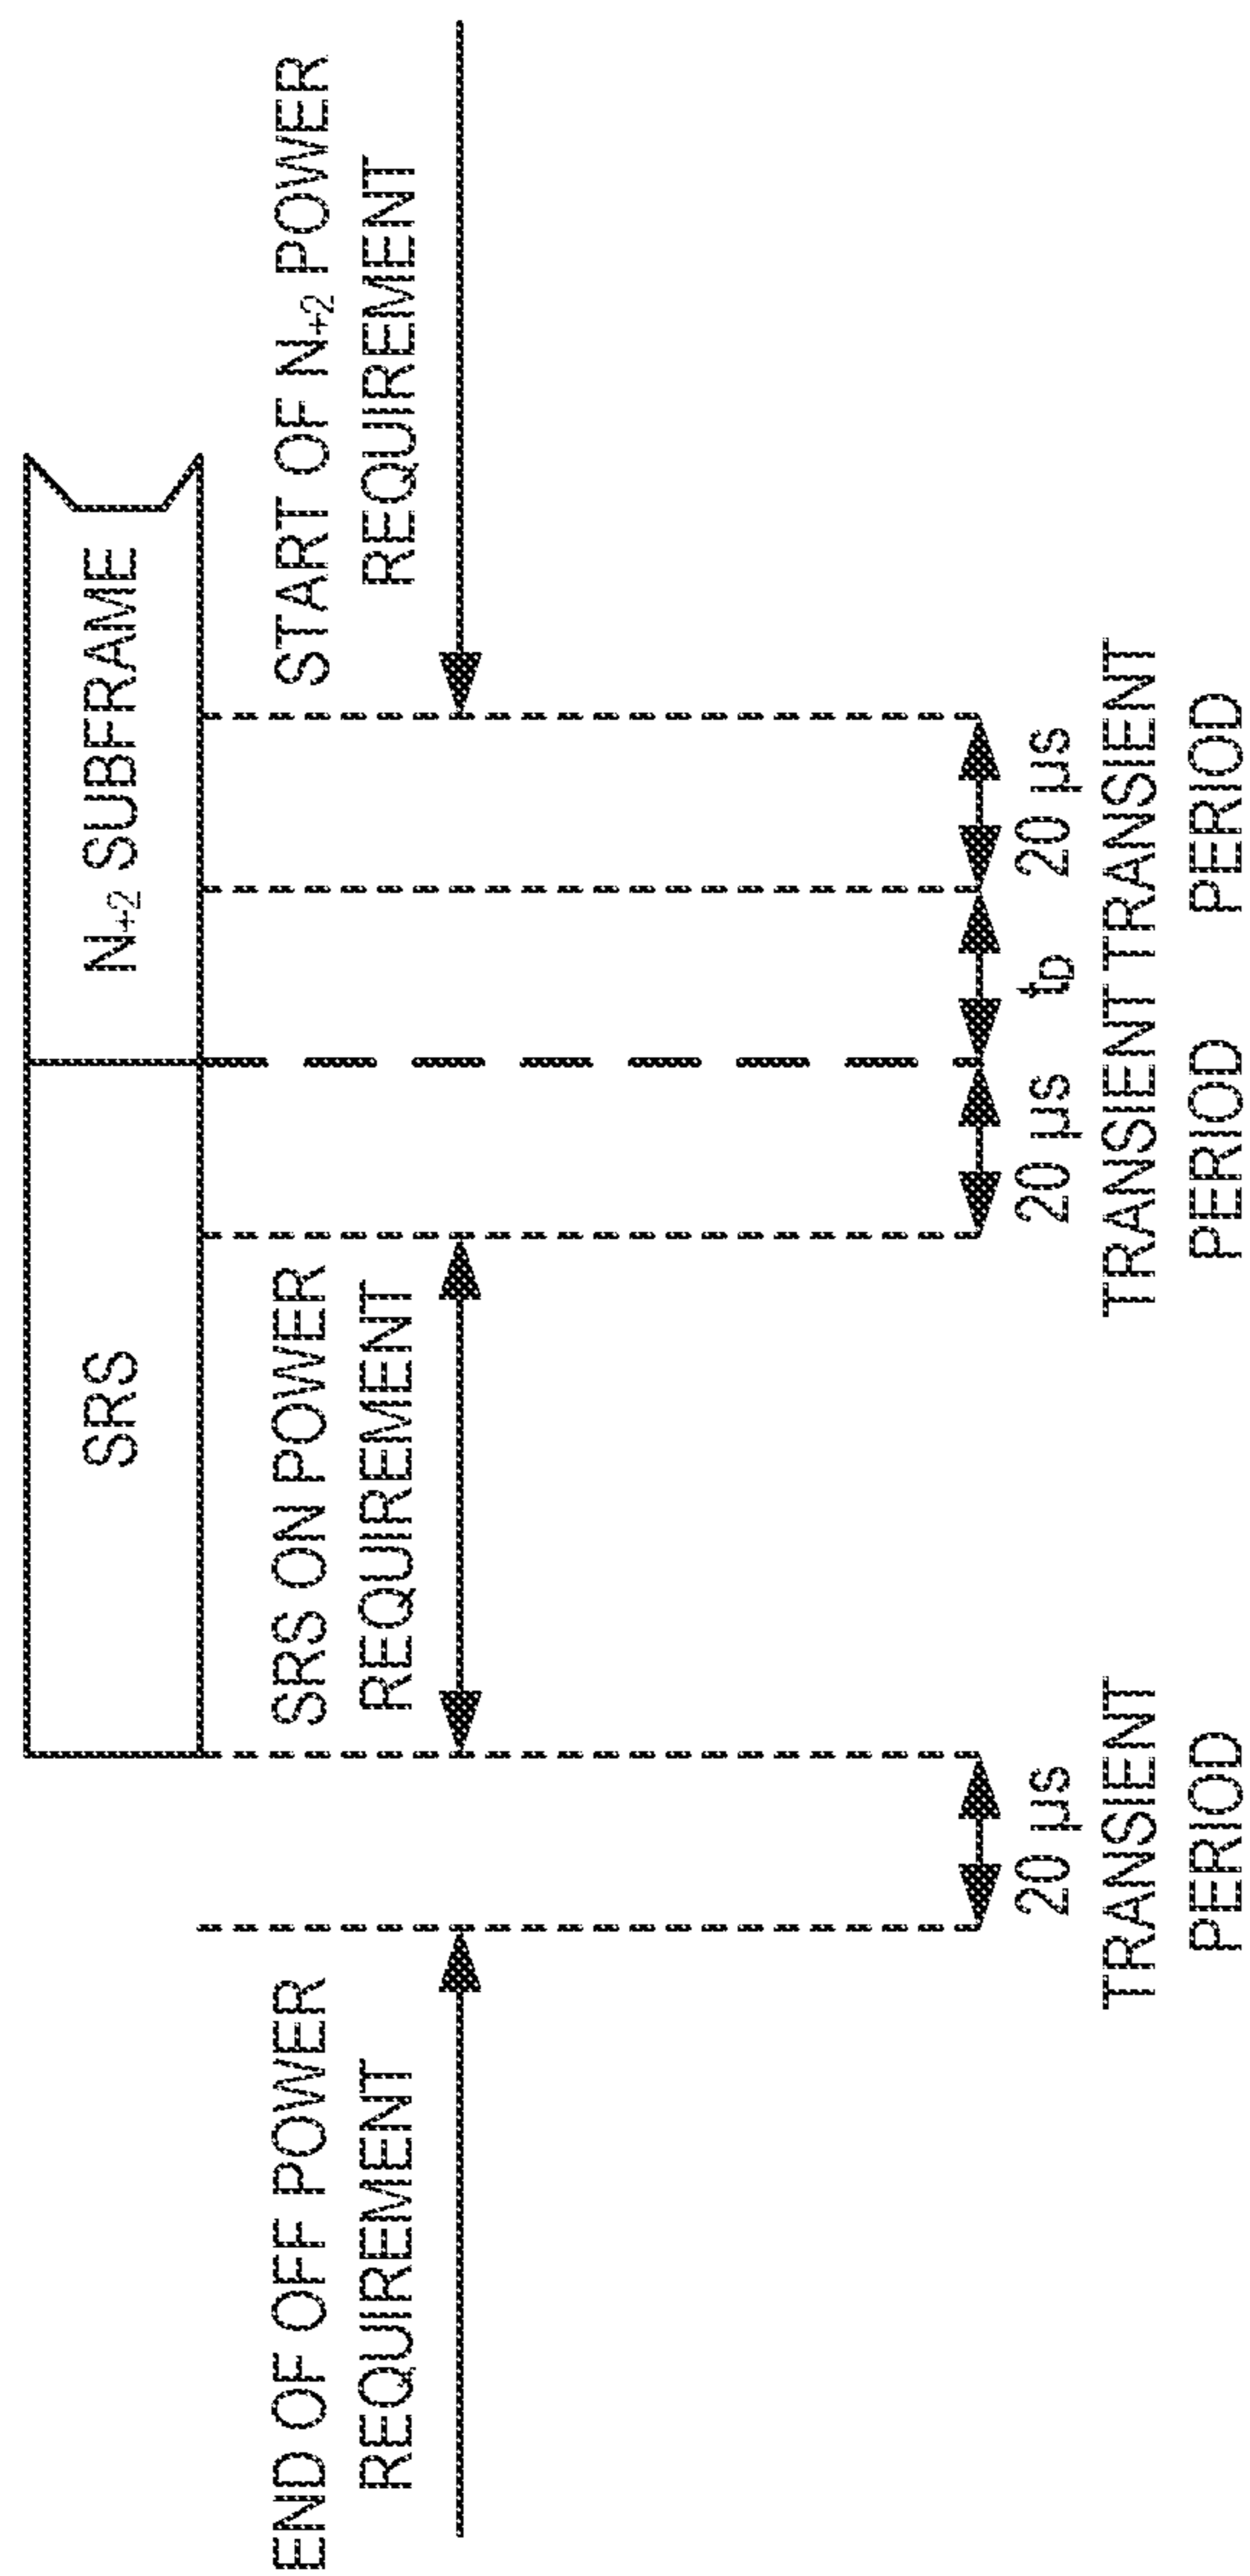 SRS
N+2 SUBFRAME
END OF OFF POWER
REQUIREMENT
SRS ON POWER
REQUIREMENT
START OF N+2 POWER
REQUIREMENT
20 µs
TRANSIENT
PERIOD
20 µs
TRANSIENT
PERIOD
tD
20 µs
TRANSIENT
PERIOD